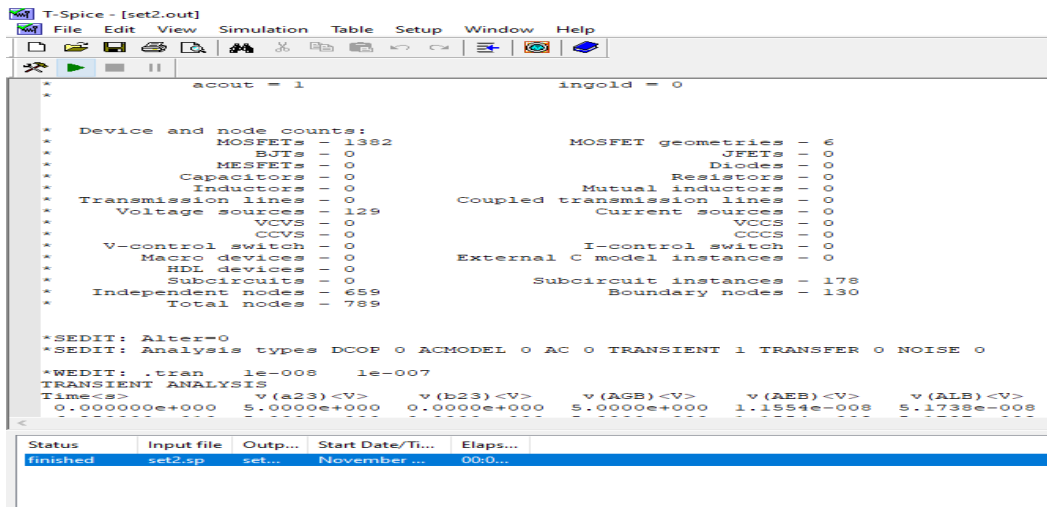 T-Spice - [set2.out]
File Edit View Simulation Table Setup Window Help
* acout = 1 ingold = 0
*
* Device and node counts:
* MOSFETs - 1382 MOSFET geometries - 6
* BJTs - 0 JFETs - 0
* MESFETs - 0 Diodes - 0
* Capacitors - 0 Resistors - 0
* Inductors - 0 Mutual inductors - 0
* Transmission lines - 0 Coupled transmission lines - 0
* Voltage sources - 129 Current sources - 0
* VCVS - 0 VCCS - 0
* CCVS - 0 CCCS - 0
* V-control switch - 0 I-control switch - 0
* Macro devices - 0 External C model instances - 0
* HDL devices - 0
* Subcircuits - 0 Subcircuit instances - 178
* Independent nodes - 659 Boundary nodes - 130
* Total nodes - 789
*SEDIT: Alter=0
*SEDIT: Analysis types DCOP 0 ACMODEL 0 AC 0 TRANSIENT 1 TRANSFER 0 NOISE 0
*WEDIT: .tran 1e-008 1e-007
TRANSIENT ANALYSIS
Time<s> v(a23)<V> v(b23)<V> v(AGB)<V> v(AEB)<V> v(ALB)<V>
0.000000e+000 5.0000e+000 0.0000e+000 5.0000e+000 1.1554e-008 5.1738e-008
Status Input file Outp... Start Date/Ti... Elaps...
finished set2.sp set... November ... 00:0...